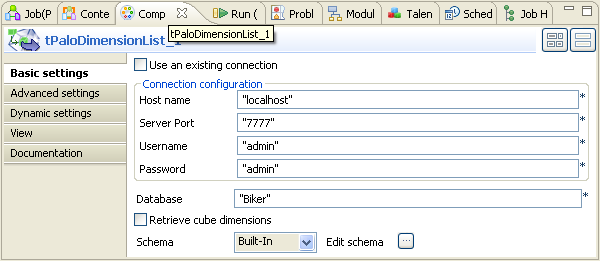 Job(P Conte Comp Run ( Probl Modul Talen Sched Job H
tPaloDimensionList_1
tPaloDimensionList_1
Basic settings
Advanced settings
Dynamic settings
View
Documentation
Use an existing connection
Connection configuration
Host name "localhost" *
Server Port "7777" *
Username "admin" *
Password "admin" *
Database "Biker" *
Retrieve cube dimensions
Schema Built-In Edit schema ...